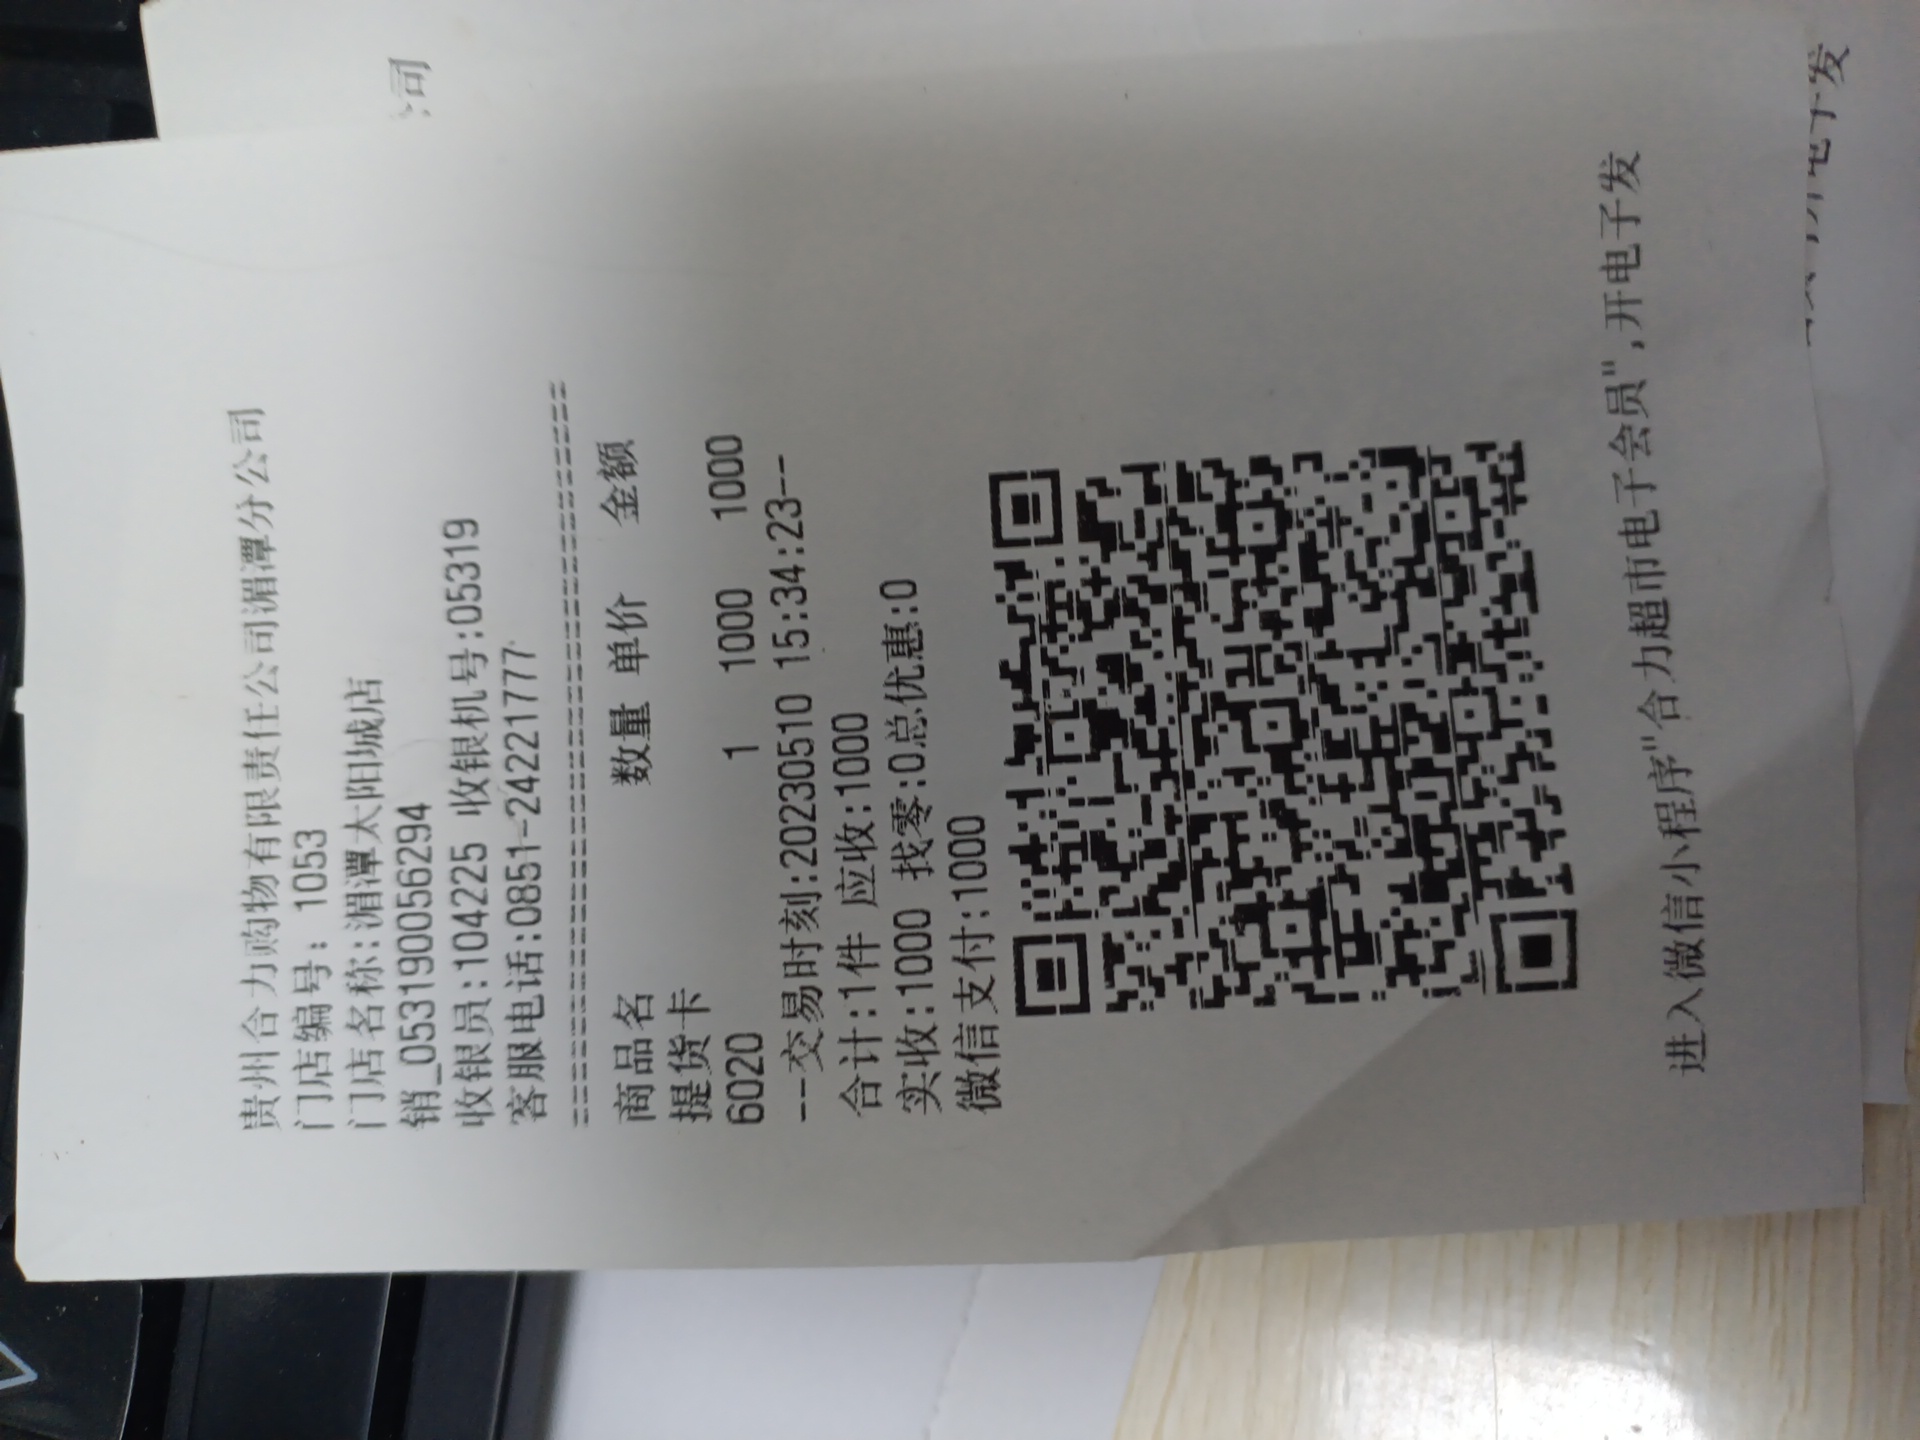 贵州合力购物有限责任公司湄潭分公司
门店编号: 1053
门店名称:湄潭太阳城店
销_0531900056294
收银员:104225 收银机号:05319
客服电话:0851-24221777
商品名 数量 单价 金额
提货卡
6020 1 1000 1000
--交易时刻:20230510 15:34:23--
合计:1件 应收:1000
实收:1000 找零:0总优惠:0
微信支付:1000
进入微信小程序"合力超市电子会员",开电子发
司
电子发